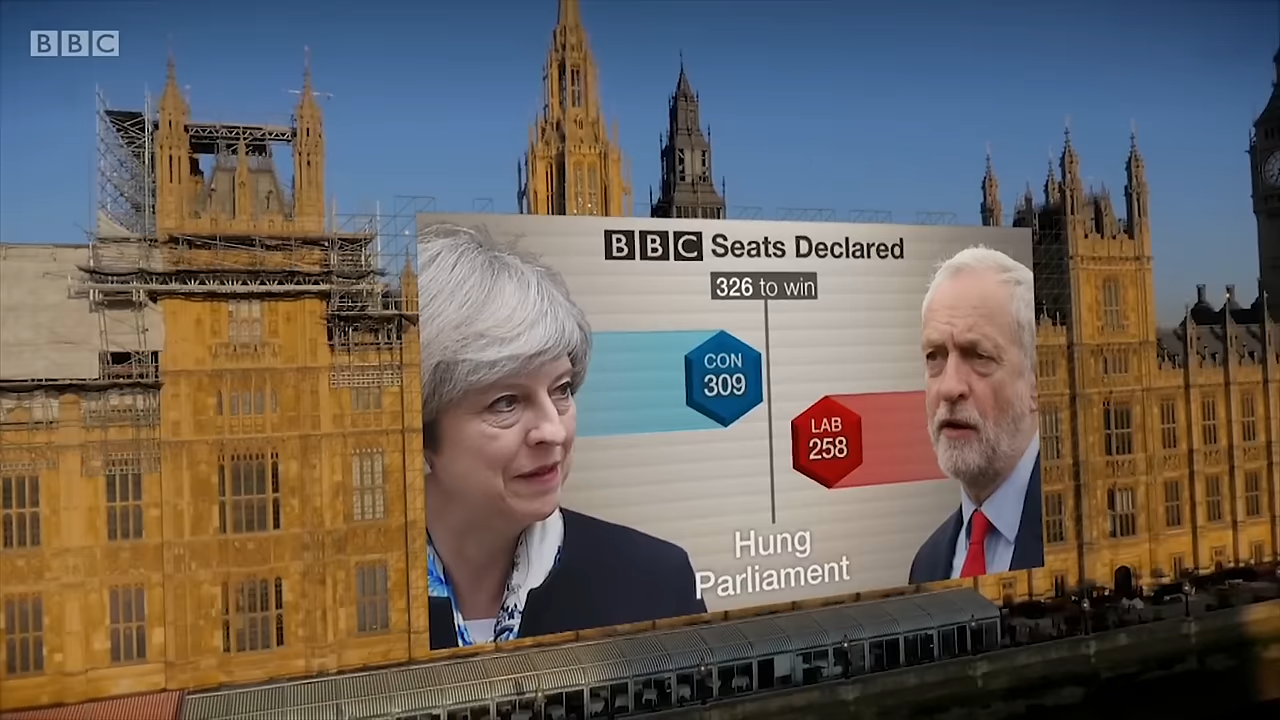 BBC
BBC Seats Declared
326 to win
CON
309
LAB
258
Hung
Parliament